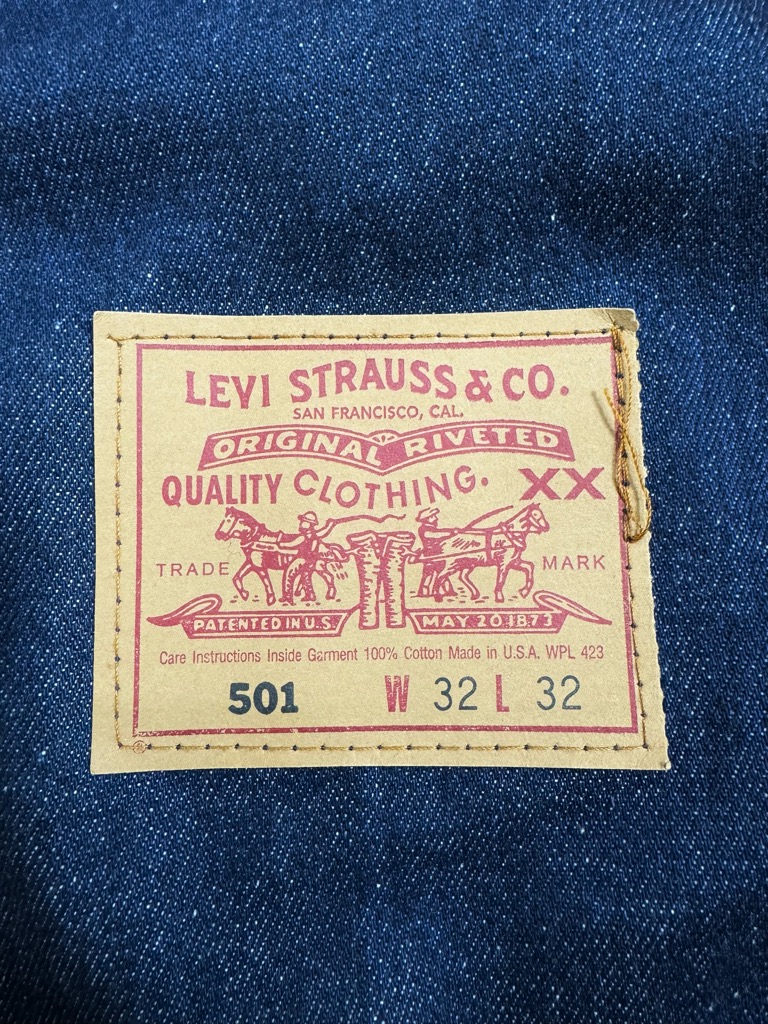 LEVI STRAUSS & CO.
SAN FRANCISCO, CAL.
ORIGINAL RIVETED
QUALITY CLOTHING. XX
TRADE MARK
PATENTED IN U.S. MAY 20.1873
Care Instructions Inside Garment 100% Cotton Made in U.S.A. WPL 423
501 W 32 L 32
®